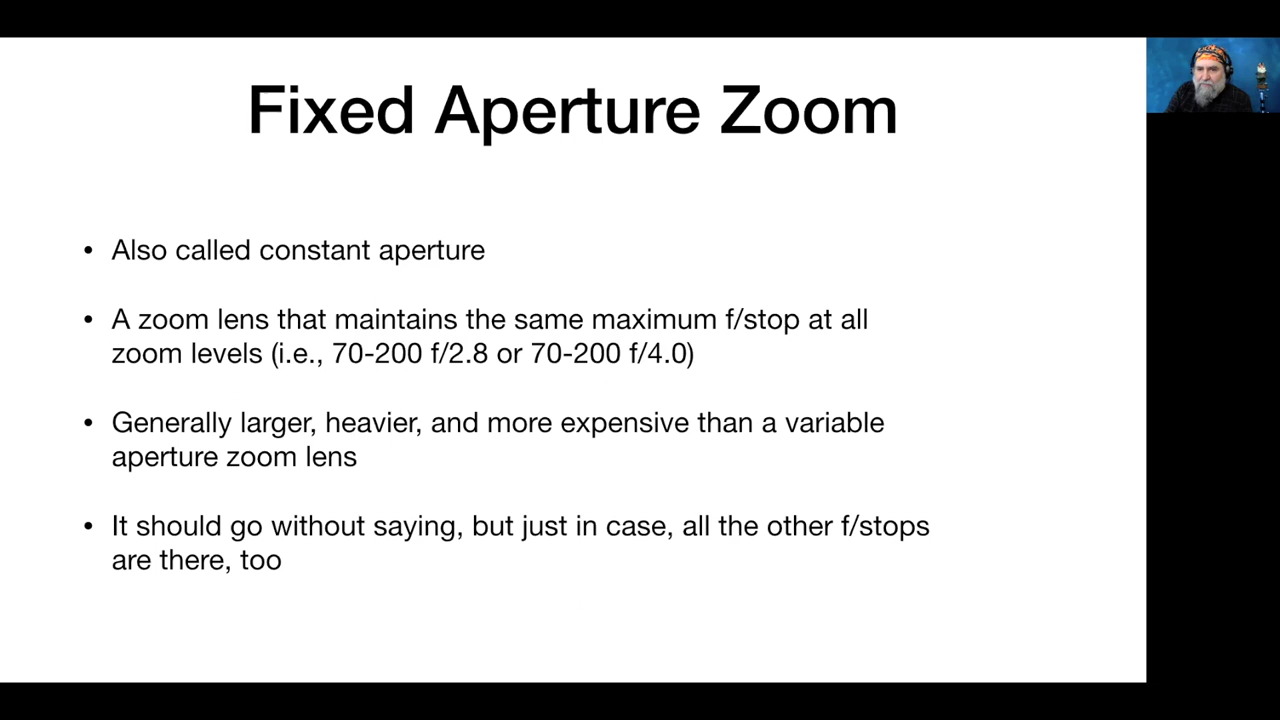 Fixed Aperture Zoom
• Also called constant aperture
• A zoom lens that maintains the same maximum f/stop at all
zoom levels (i.e., 70-200 f/2.8 or 70-200 f/4.0)
• Generally larger, heavier, and more expensive than a variable
aperture zoom lens
• It should go without saying, but just in case, all the other f/stops
are there, too